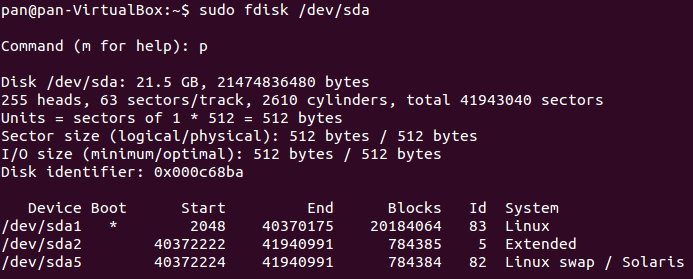 pan@pan-VirtualBox:~$ sudo fdisk /dev/sda
Command (m for help): p
Disk /dev/sda: 21.5 GB, 21474836480 bytes
255 heads, 63 sectors/track, 2610 cylinders, total 41943040 sectors
Units = sectors of 1 * 512 = 512 bytes
Sector size (logical/physical): 512 bytes / 512 bytes
I/O size (minimum/optimal): 512 bytes / 512 bytes
Disk identifier: 0x000c68ba
Device Boot Start End Blocks Id System
/dev/sda1 * 2048 40370175 20184064 83 Linux
/dev/sda2 40372222 41940991 784385 5 Extended
/dev/sda5 40372224 41940991 784384 82 Linux swap / Solaris